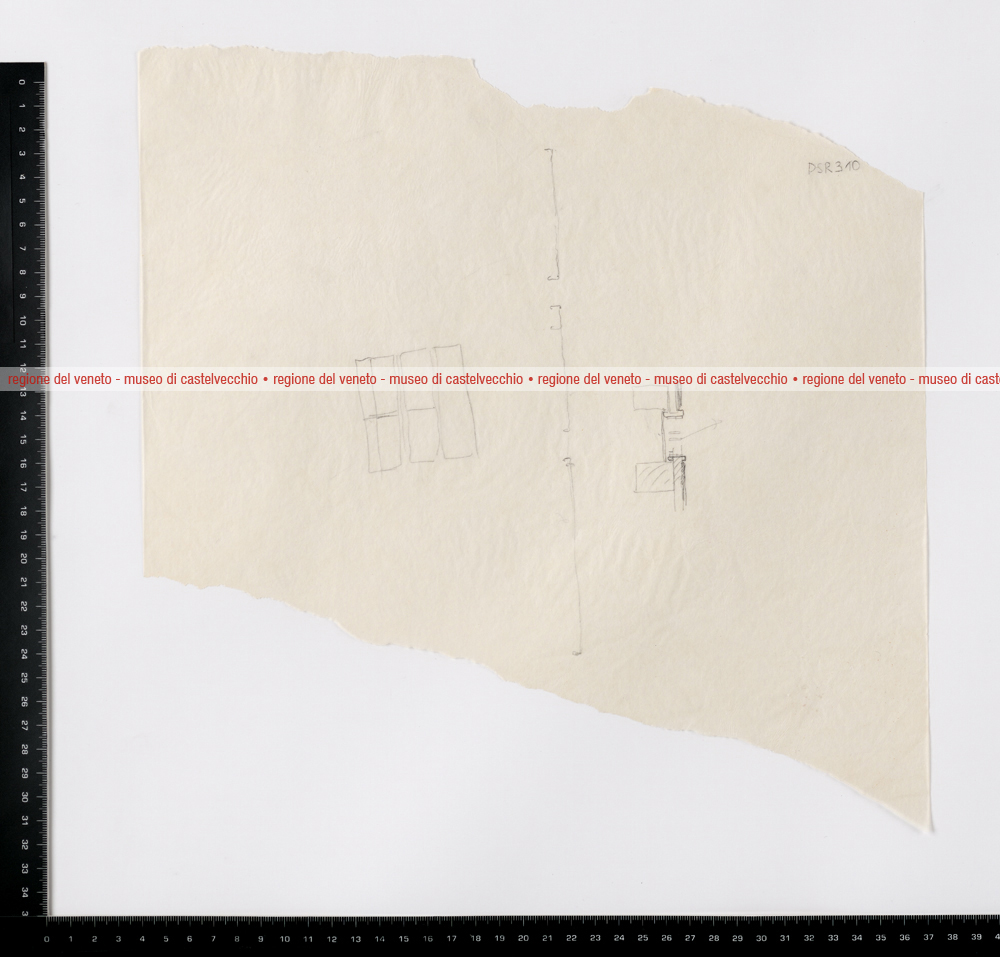 DSR 310
regione del veneto - museo di castelvecchio • regione del veneto - museo di castelvecchio • regione del veneto - museo di castelvecchio • regione del veneto - museo di cast
0 1 2 3 4 5 6 7 8 9 10 11 12 13 14 15 16 17 18 19 20 21 22 23 24 25 26 27 28 29 30 31 32 33 34 3
0 1 2 3 4 5 6 7 8 9 10 11 12 13 14 15 16 17 18 19 20 21 22 23 24 25 26 27 28 29 30 31 32 33 34 35 36 37 38 39 4